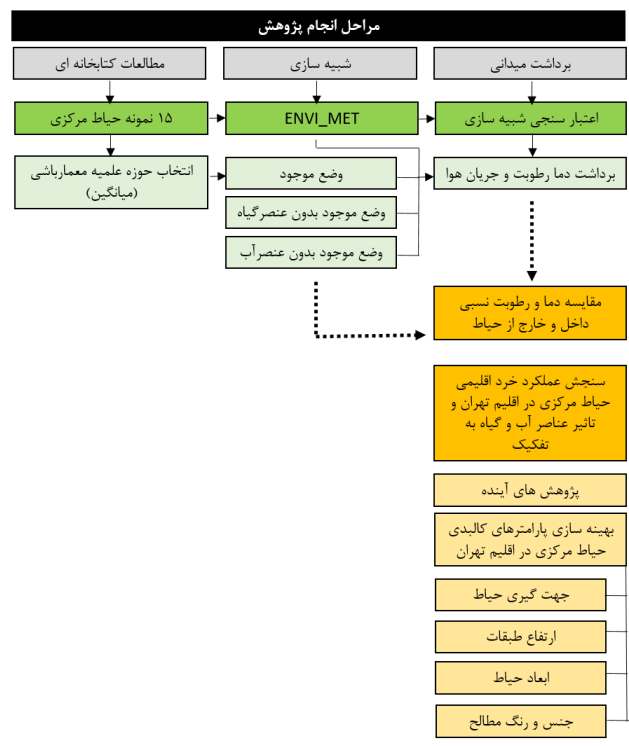 مراحل انجام پژوهش
مطالعات کتابخانه ای
شبیه سازی
برداشت میدانی
۱۵ نمونه حیاط مرکزی
ENVI_MET
اعتبار سنجی شبیه سازی
انتخاب حوزه علمیه معمارباشی
(میانگین)
وضع موجود
وضع موجود بدون عنصرگیاه
وضع موجود بدون عنصرآب
برداشت دما رطوبت و جریان هوا
مقایسه دما و رطوبت نسبی
داخل و خارج از حیاط
سنجش عملکرد خرد اقلیمی
حیاط مرکزی در اقلیم تهران و
تاثیر عناصر آب و گیاه به
تفکیک
پژوهش های آینده
بهینه سازی پارامترهای کالبدی
حیاط مرکزی در اقلیم تهران
جهت گیری حیاط
ارتفاع طبقات
ابعاد حیاط
جنس و رنگ مطالح